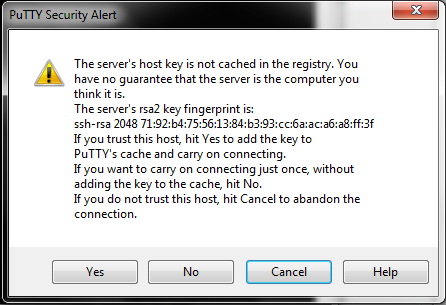 PuTTY Security Alert
The server's host key is not cached in the registry. You
have no guarantee that the server is the computer you
think it is.
The server's rsa2 key fingerprint is:
ssh-rsa 2048 71:92:b4:75:56:13:84:b3:93:cc:6a:ac:a6:a8:ff:3f
If you trust this host, hit Yes to add the key to
PuTTY's cache and carry on connecting.
If you want to carry on connecting just once, without
adding the key to the cache, hit No.
If you do not trust this host, hit Cancel to abandon the
connection.
Yes No Cancel Help